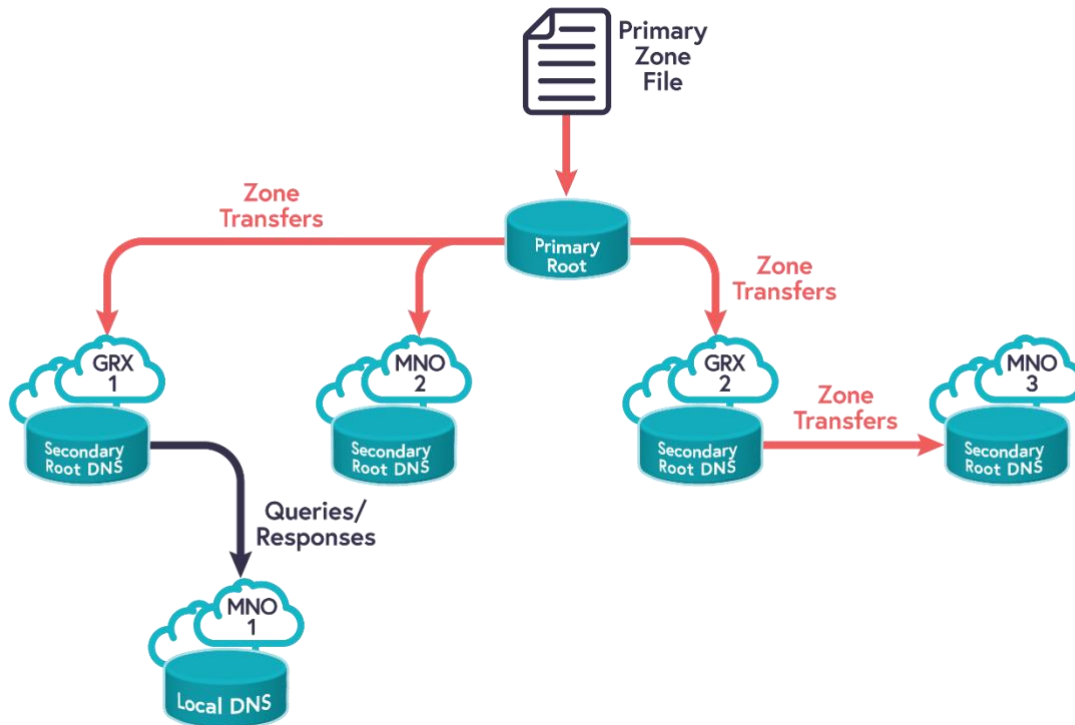 Primary
Zone
File
Zone
Transfers
Primary
Root
Zone
Transfers
GRX
1
Secondary
Root DNS
MNO
2
Secondary
Root DNS
GRX
2
Secondary
Root DNS
Zone
Transfers
MNO
3
Secondary
Root DNS
Queries/
Responses
MNO
1
Local DNS